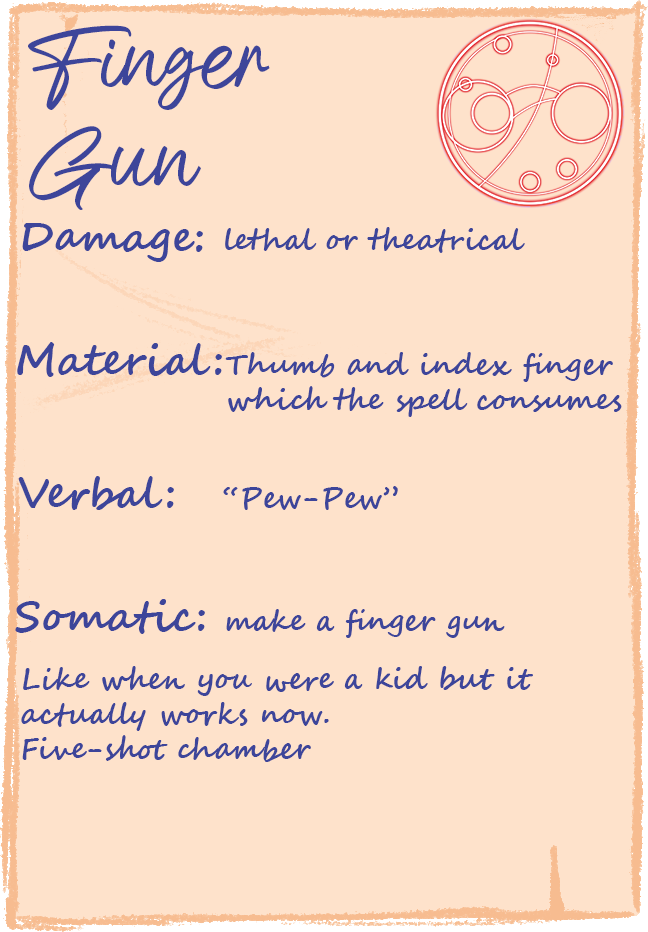 Finger
Gun
Damage: lethal or theatrical
Material: Thumb and index finger
which the spell consumes
Verbal: “Pew-Pew”
Somatic: make a finger gun
Like when you were a kid but it
actually works now.
Five-shot chamber